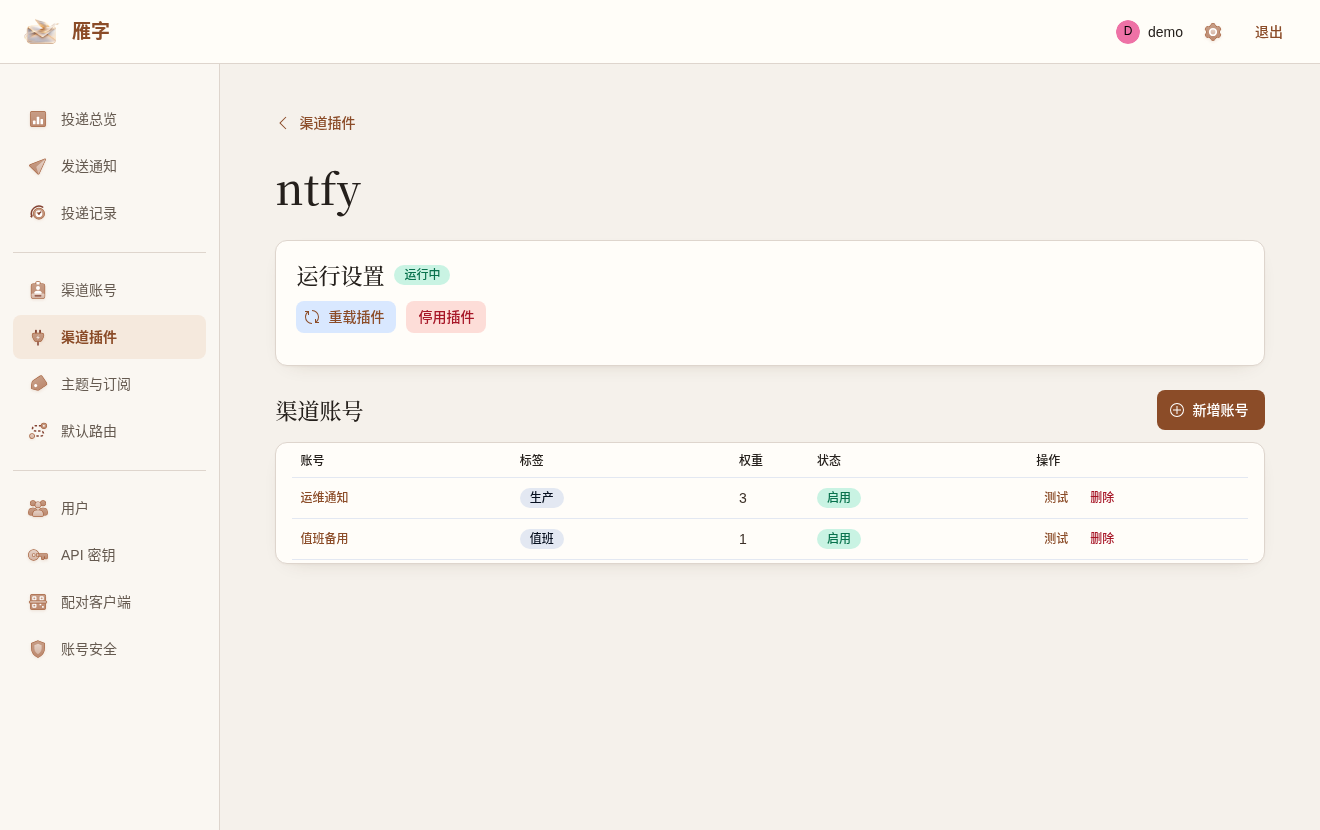 雁字
D demo 退出
投递总览
发送通知
投递记录
渠道账号
渠道插件
主题与订阅
默认路由
用户
API 密钥
配对客户端
账号安全
渠道插件
ntfy
运行设置 运行中
重载插件 停用插件
渠道账号 新增账号
账号 标签 权重 状态 操作
运维通知 生产 3 启用 测试 删除
值班备用 值班 1 启用 测试 删除